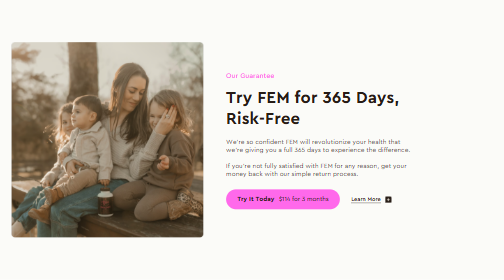 Our Guarantee
Try FEM for 365 Days,
Risk-Free
We're so confident FEM will revolutionize your health that
we're giving you a full 365 days to experience the difference.
If you're not fully satisfied with FEM for any reason, get your
money back with our simple return process.
Try It Today $114 for 3 months
Learn More